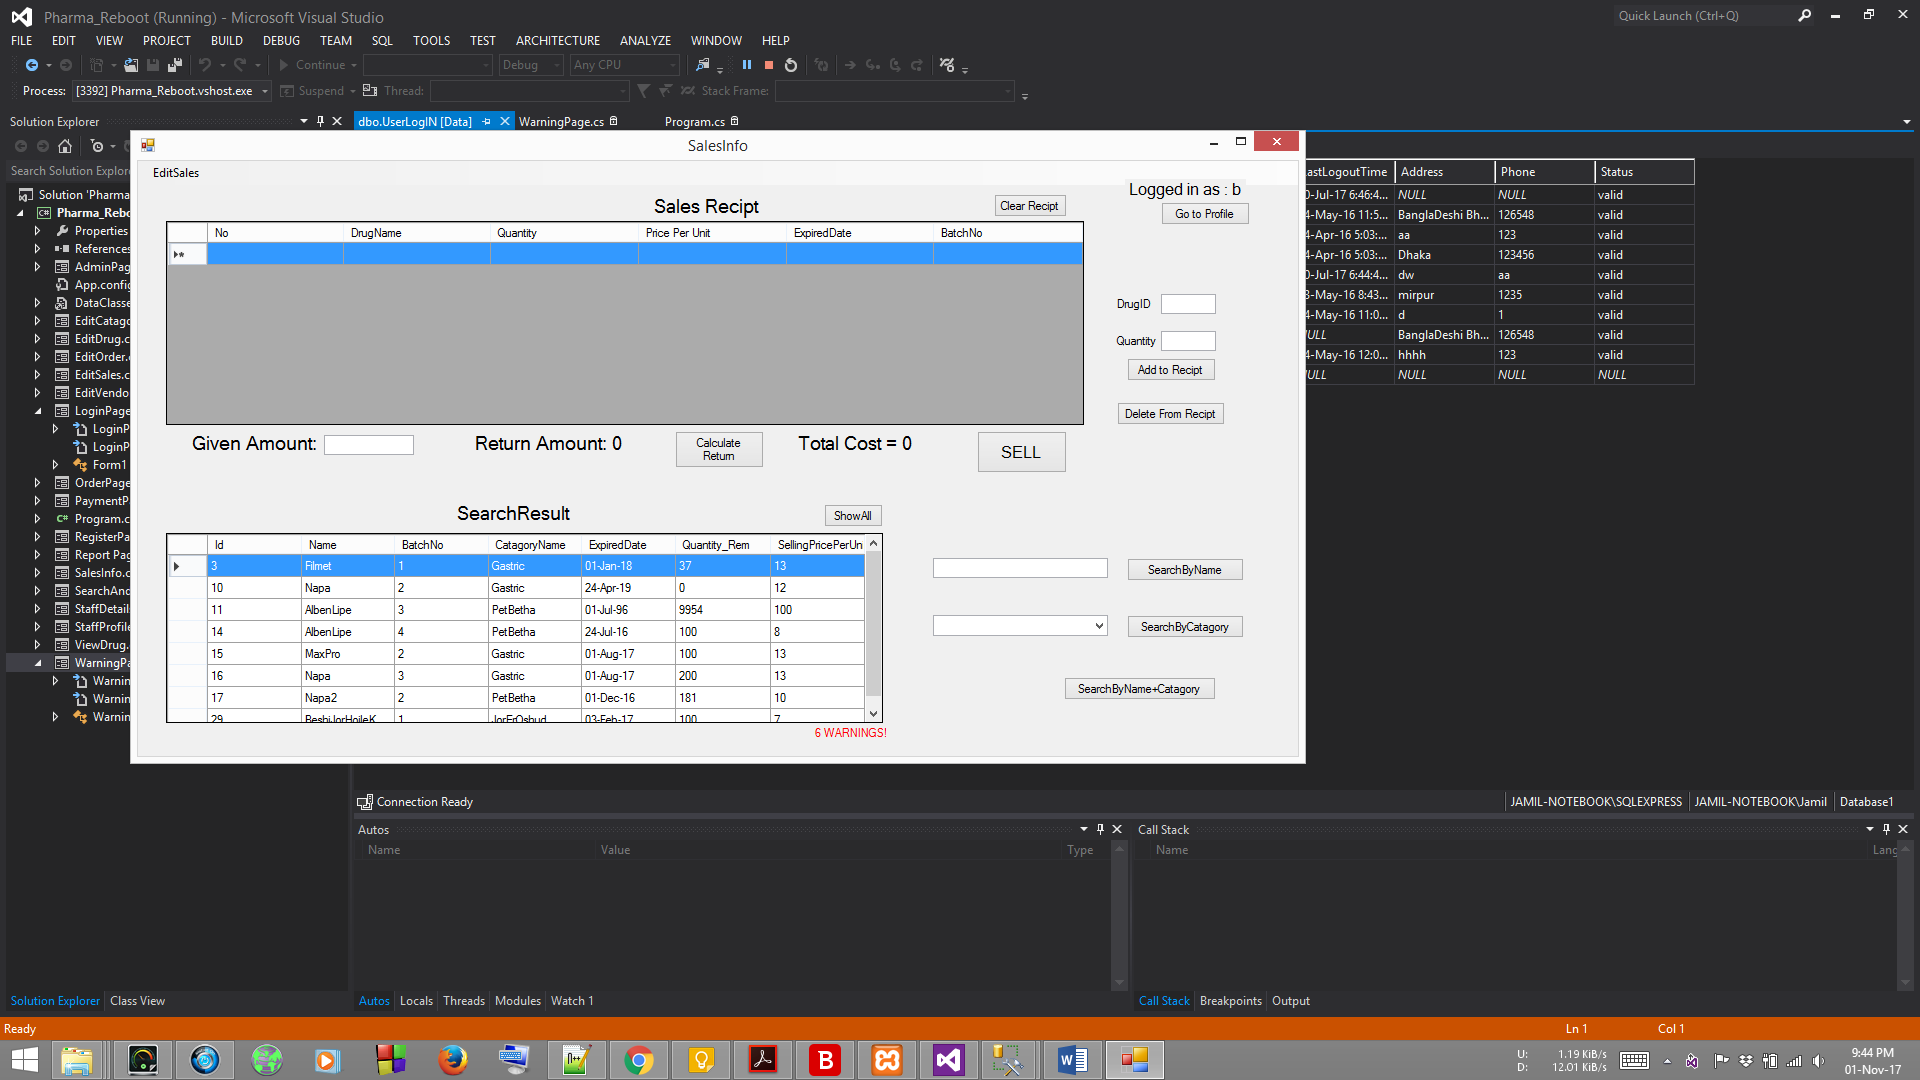 Pharma_Reboot (Running) - Microsoft Visual Studio
Quick Launch (Ctrl+Q)
FILE EDIT VIEW PROJECT BUILD DEBUG TEAM SQL TOOLS TEST ARCHITECTURE ANALYZE WINDOW HELP
Continue Debug Any CPU
Process: [3392] Pharma_Reboot.vshost.exe Suspend Thread: Stack Frame:
Solution Explorer
dbo.UserLogIN [Data] WarningPage.cs Program.cs
Search Solution Explo
Solution 'Pharma
Pharma_Rebo
Properties
References
AdminPag
App.config
DataClasse
EditCatago
EditDrug.c
EditOrder.c
EditSales.c
EditVendo
LoginPage
LoginP
LoginP
Form1
OrderPage
PaymentP
Program.c
RegisterPa
Report Pag
SalesInfo.c
SearchAnd
StaffDetail
StaffProfile
ViewDrug.
WarningPa
Warnin
Warnin
Warnin
SalesInfo
EditSales
Logged in as : b
Go to Profile
Sales Recipt
Clear Recipt
No DrugName Quantity Price Per Unit ExpiredDate BatchNo
DrugID
Quantity
Add to Recipt
Delete From Recipt
Given Amount: Return Amount: 0 Calculate Return Total Cost = 0 SELL
SearchResult
ShowAll
Id Name BatchNo CatagoryName ExpiredDate Quantity_Rem SellingPricePerUni
3 Filmet 1 Gastric 01-Jan-18 37 13
10 Napa 2 Gastric 24-Apr-19 0 12
11 AlbenLipe 3 PetBetha 01-Jul-96 9954 100
14 AlbenLipe 4 PetBetha 24-Jul-16 100 8
15 MaxPro 2 Gastric 01-Aug-17 100 13
16 Napa 3 Gastric 01-Aug-17 200 13
17 Napa2 2 PetBetha 01-Dec-16 181 10
29 BeshiJorHoileK 1 JorErOshud 03-Feb-17 100 7
6 WARNINGS!
SearchByName
SearchByCatagory
SearchByName+Catagory
LastLogoutTime Address Phone Status
0-Jul-17 6:46:4... NULL NULL valid
4-May-16 11:5... BanglaDeshi Bh... 126548 valid
4-Apr-16 5:03:... aa 123 valid
4-Apr-16 5:03:... Dhaka 123456 valid
0-Jul-17 6:44:4... dw aa valid
3-May-16 8:43... mirpur 1235 valid
4-May-16 11:0... d 1 valid
ULL BanglaDeshi Bh... 126548 valid
4-May-16 12:0... hhhh 123 valid
ULL NULL NULL NULL
Connection Ready
JAMIL-NOTEBOOK\SQLEXPRESS JAMIL-NOTEBOOK\Jamil Database1
Autos
Name Value Type
Call Stack
Name Lang
Solution Explorer Class View
Autos Locals Threads Modules Watch 1
Call Stack Breakpoints Output
Ready
Ln 1 Col 1
U: 1.19 KiB/s
D: 12.01 KiB/s
9:44 PM
01-Nov-17